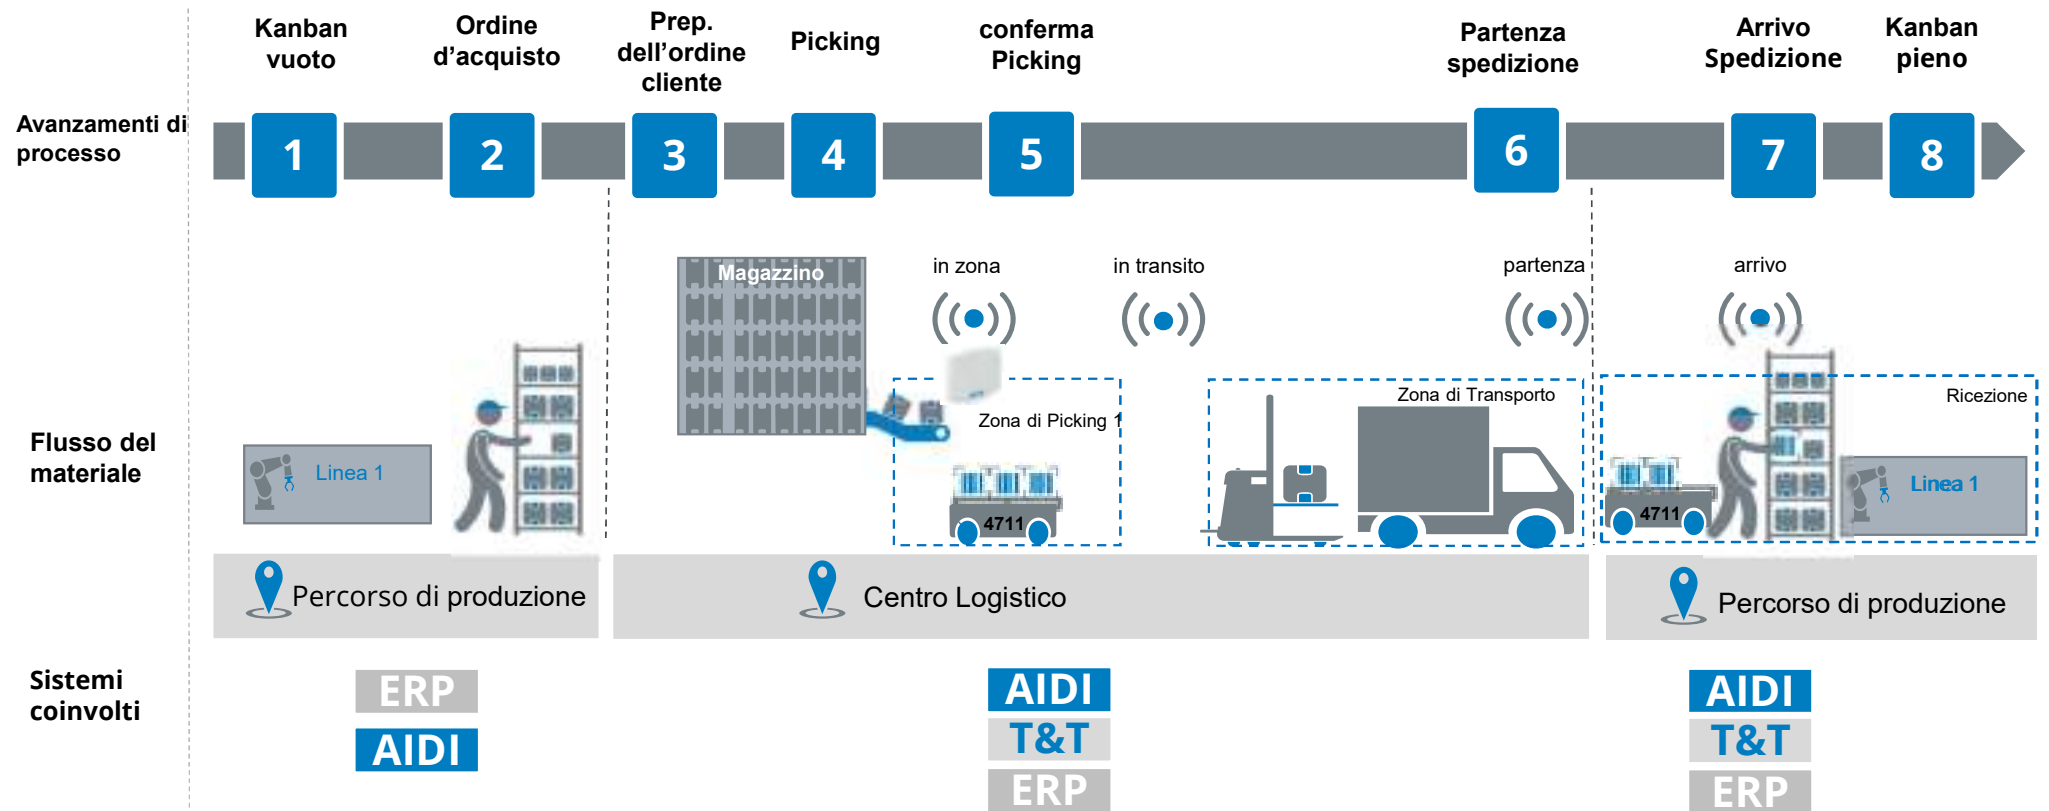 Kanban
vuoto
Ordine
d’acquisto
Prep.
dell’ordine
cliente
Picking
conferma
Picking
Partenza
spedizione
Arrivo
Spedizione
Kanban
pieno
Avanzamenti di
processo
1
2
3
4
5
6
7
8
Magazzino
in zona
in transito
partenza
arrivo
Zona di Picking 1
Zona di Transporto
Ricezione
Flusso del
materiale
Linea 1
4711
4711
Linea 1
Percorso di produzione
Centro Logistico
Percorso di produzione
Sistemi
coinvolti
ERP
AIDI
AIDI
T&T
ERP
AIDI
T&T
ERP